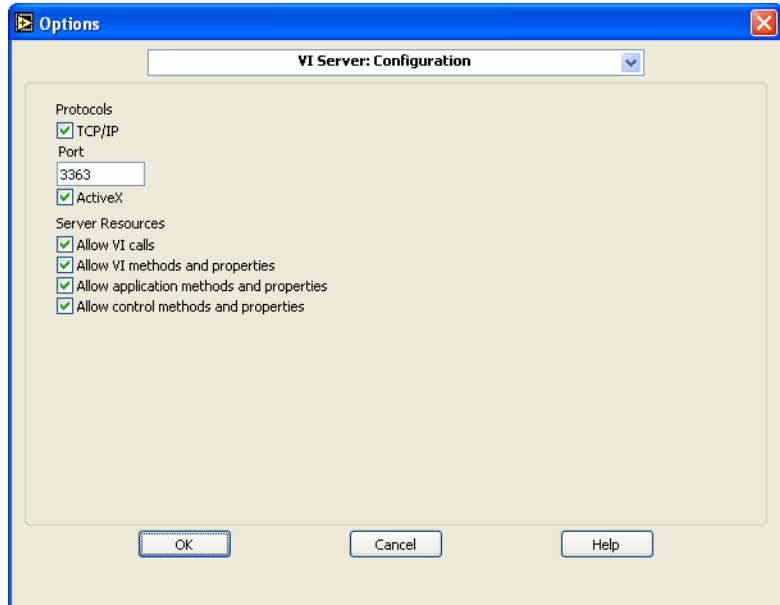 Options
VI Server: Configuration
Protocols
TCP/IP
Port
3363
ActiveX
Server Resources
Allow VI calls
Allow VI methods and properties
Allow application methods and properties
Allow control methods and properties
OK Cancel Help